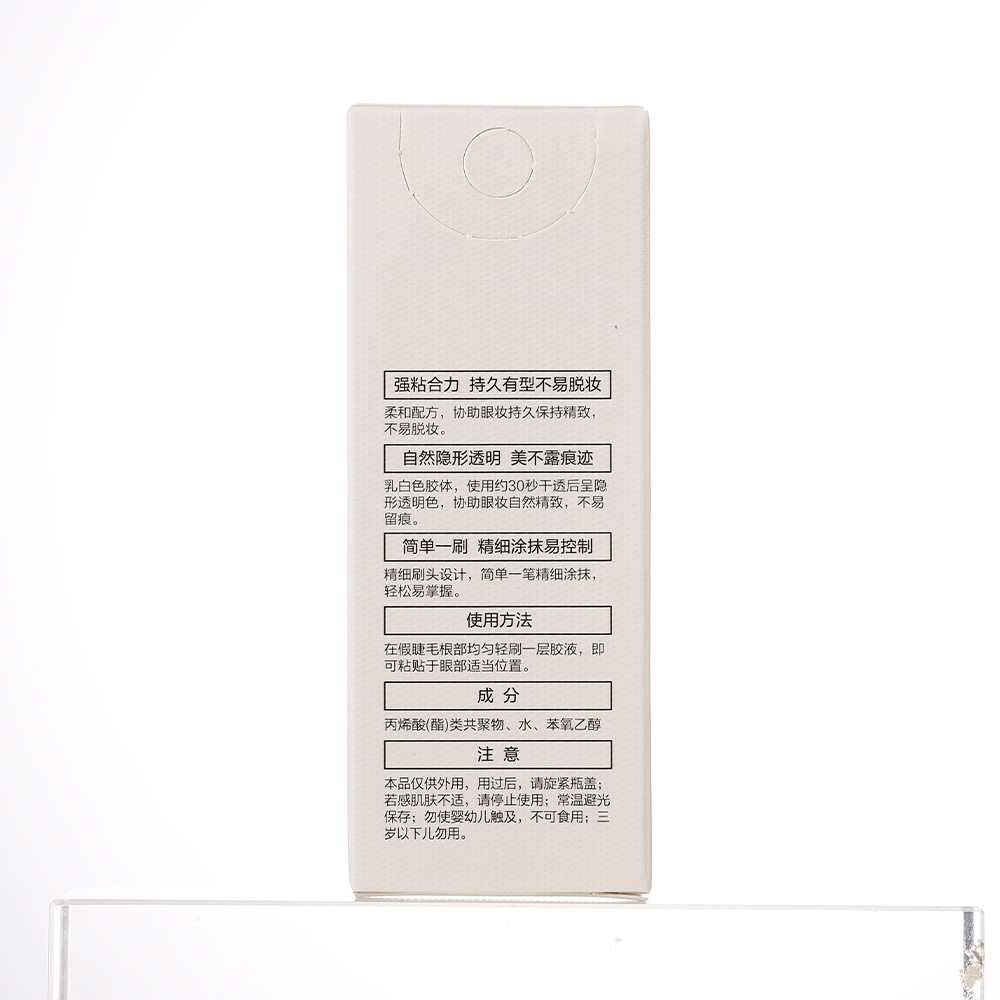 强粘合力 持久有型不易脱妆
柔和配方，协助眼妆持久保持精致，
不易脱妆。
自然隐形透明 美不露痕迹
乳白色胶体，使用约30秒干透后呈隐
形透明色，协助眼妆自然精致，不易
留痕。
简单一刷 精细涂抹易控制
精细刷头设计，简单一笔精细涂抹，
轻松易掌握。
使用方法
在假睫毛根部均匀轻刷一层胶液，即
可粘贴于眼部适当位置。
成 分
丙烯酸(酯)类共聚物、水、苯氧乙醇
注 意
本品仅供外用，用过后，请旋紧瓶盖；
若感肌肤不适，请停止使用；常温避光
保存；勿使婴幼儿触及，不可食用；三
岁以下儿勿用。